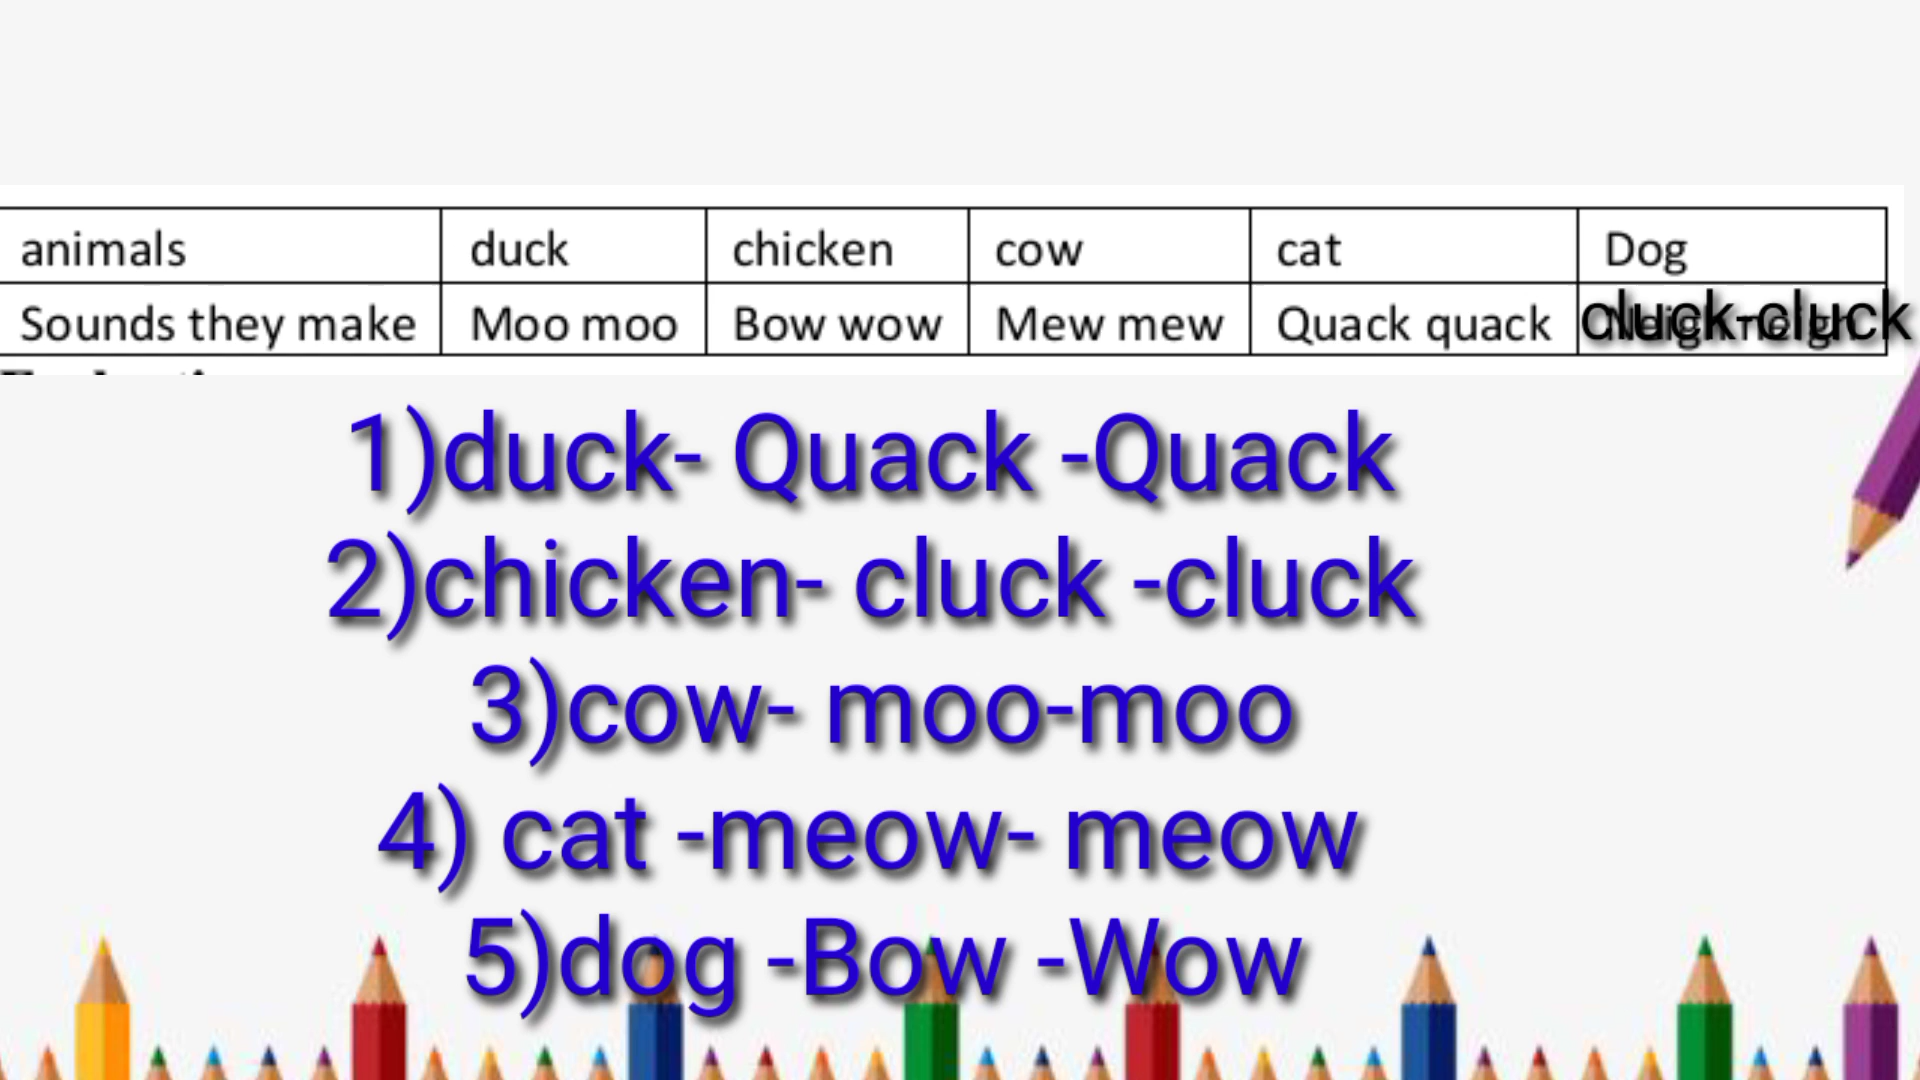 animals duck chicken cow cat Dog
Sounds they make Moo moo Bow wow Mew mew Quack quack cluck-cluck
1)duck- Quack -Quack
2)chicken- cluck -cluck
3)cow- moo-moo
4) cat -meow- meow
5)dog -Bow -Wow